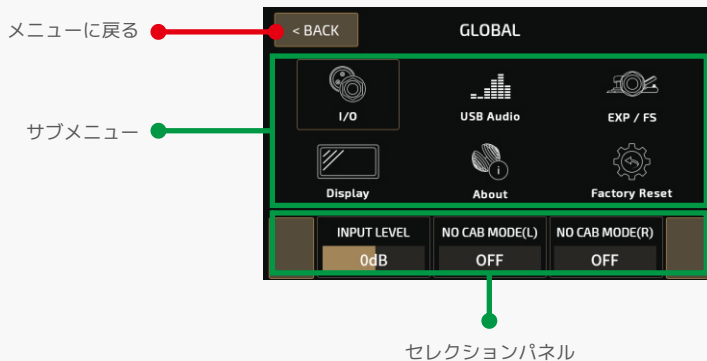 メニューに戻る
< BACK
GLOBAL
サブメニュー
I/O
USB Audio
EXP / FS
Display
About
Factory Reset
INPUT LEVEL
NO CAB MODE(L)
NO CAB MODE(R)
0dB
OFF
OFF
セレクションパネル